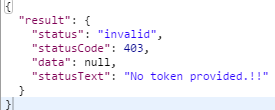 {
  "result": {
    "status": "invalid",
    "statusCode": 403,
    "data": null,
    "statusText": "No token provided.!!"
  }
}